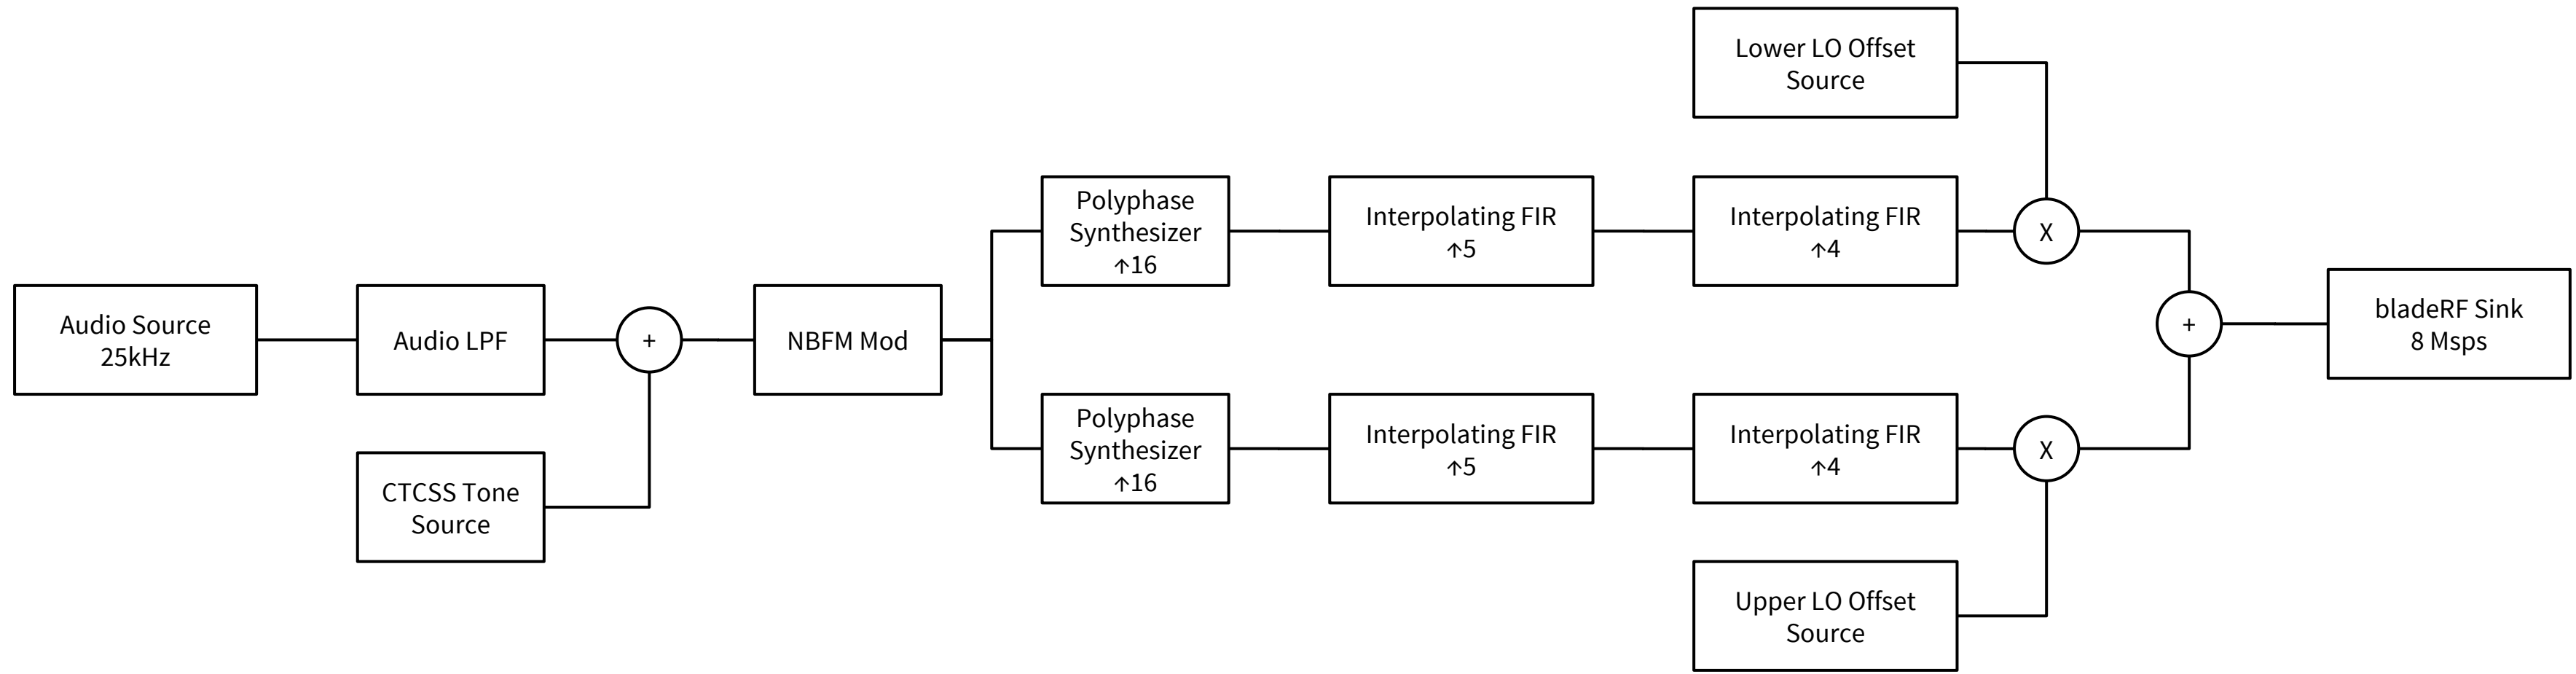 Audio Source
25kHz
Audio LPF
CTCSS Tone
Source
+
NBFM Mod
Polyphase
Synthesizer
↑16
Interpolating FIR
↑5
Interpolating FIR
↑4
Lower LO Offset
Source
X
Polyphase
Synthesizer
↑16
Interpolating FIR
↑5
Interpolating FIR
↑4
Upper LO Offset
Source
X
+
bladeRF Sink
8 Msps